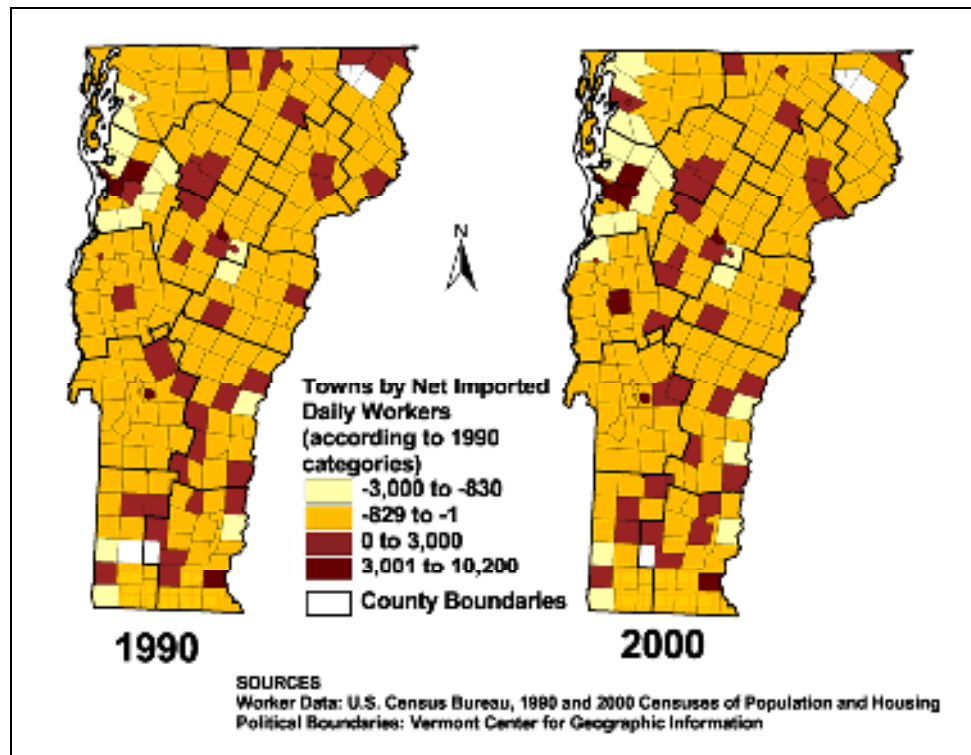 N
Towns by Net Imported
Daily Workers
(according to 1990
categories)
-3,000 to -830
-829 to -1
0 to 3,000
3,001 to 10,200
County Boundaries
1990
2000
SOURCES
Worker Data: U.S. Census Bureau, 1990 and 2000 Censuses of Population and Housing
Political Boundaries: Vermont Center for Geographic Information